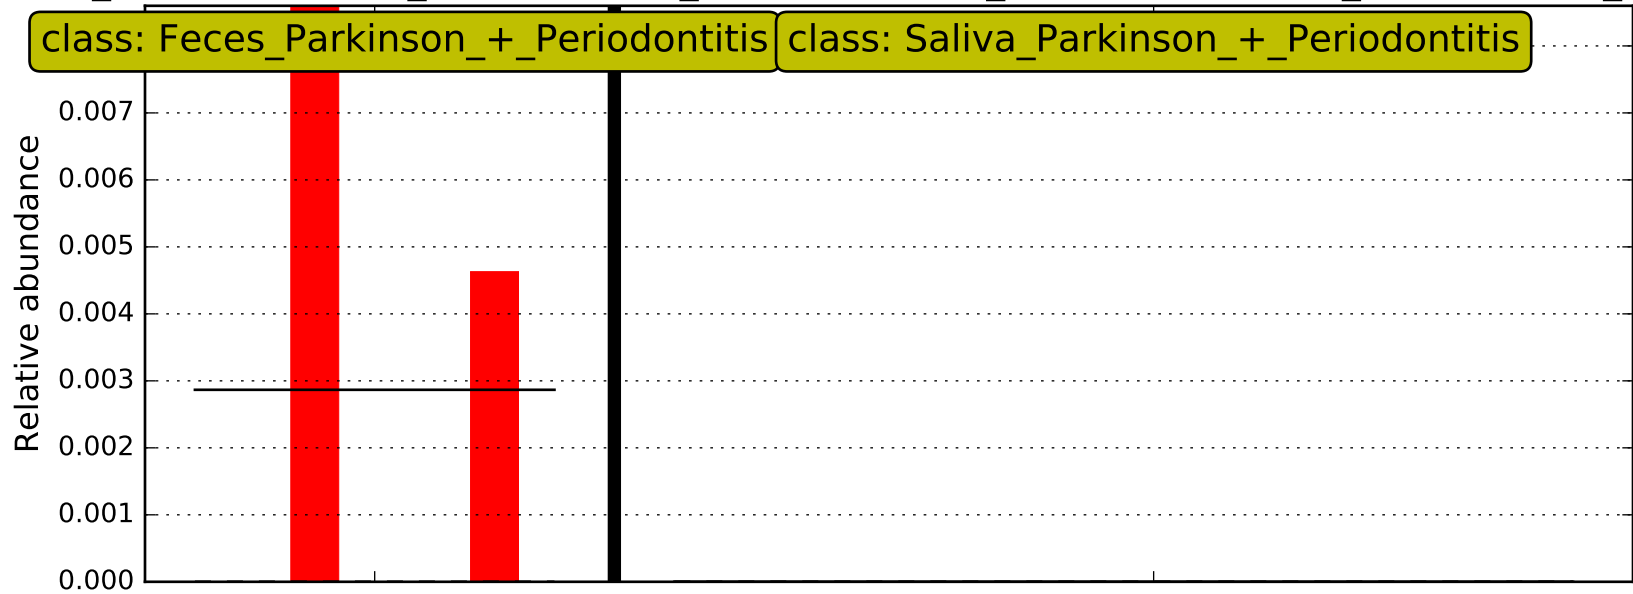 class: Feces_Parkinson_+_Periodontitis
class: Saliva_Parkinson_+_Periodontitis
0.007
0.006
0.005
0.004
0.003
0.002
0.001
0.000
Relative abundance